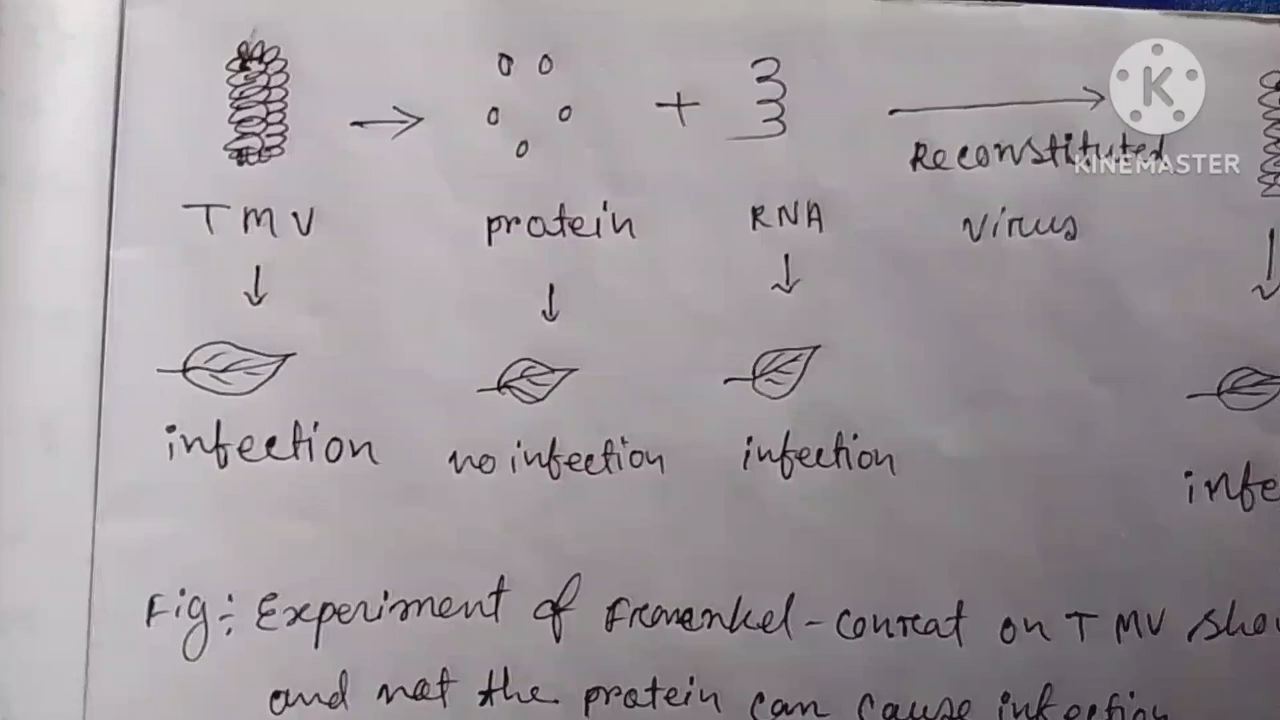 K
KINEMASTER
Reconstituted
TMV protein + RNA virus
infection no infection infection infe
Fig: Experiment of Fraenkel-conrat on TMV sho
and not the protein can cause infection